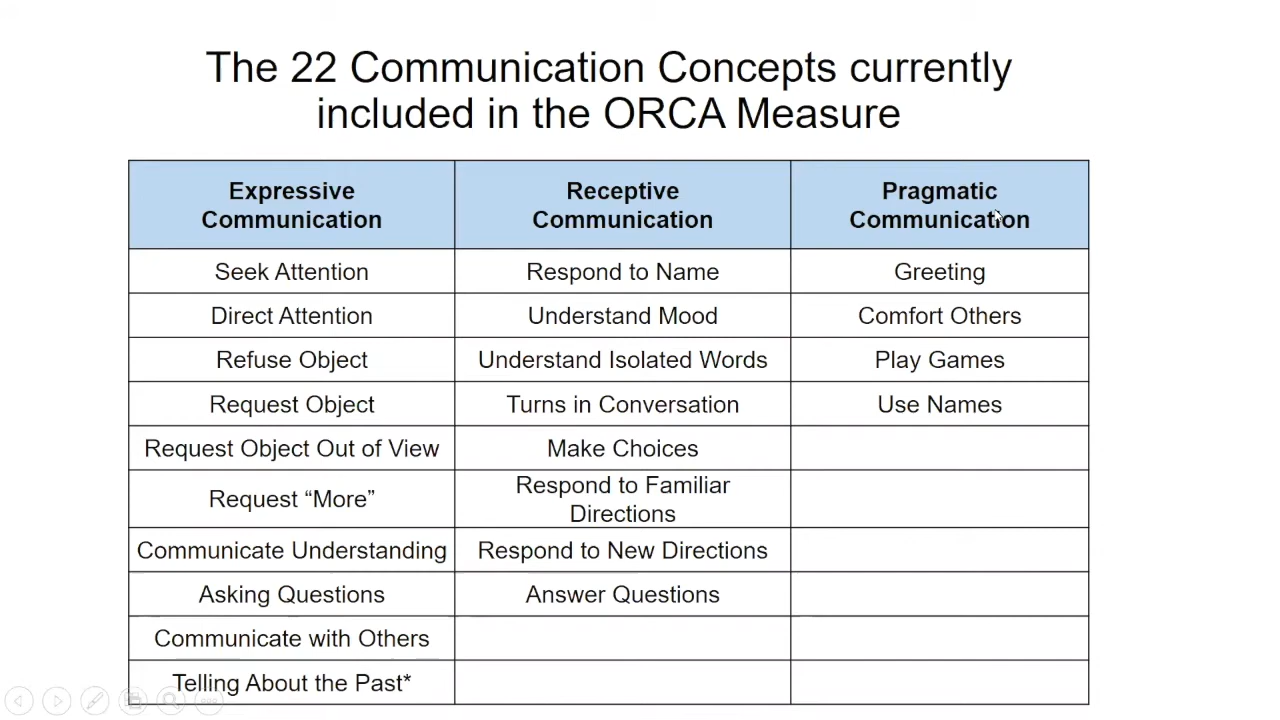 The 22 Communication Concepts currently
included in the ORCA Measure
Expressive
Communication
Receptive
Communication
Pragmatic
Communication
Seek Attention
Respond to Name
Greeting
Direct Attention
Understand Mood
Comfort Others
Refuse Object
Understand Isolated Words
Play Games
Request Object
Turns in Conversation
Use Names
Request Object Out of View
Make Choices
Request “More”
Respond to Familiar
Directions
Communicate Understanding
Respond to New Directions
Asking Questions
Answer Questions
Communicate with Others
Telling About the Past*